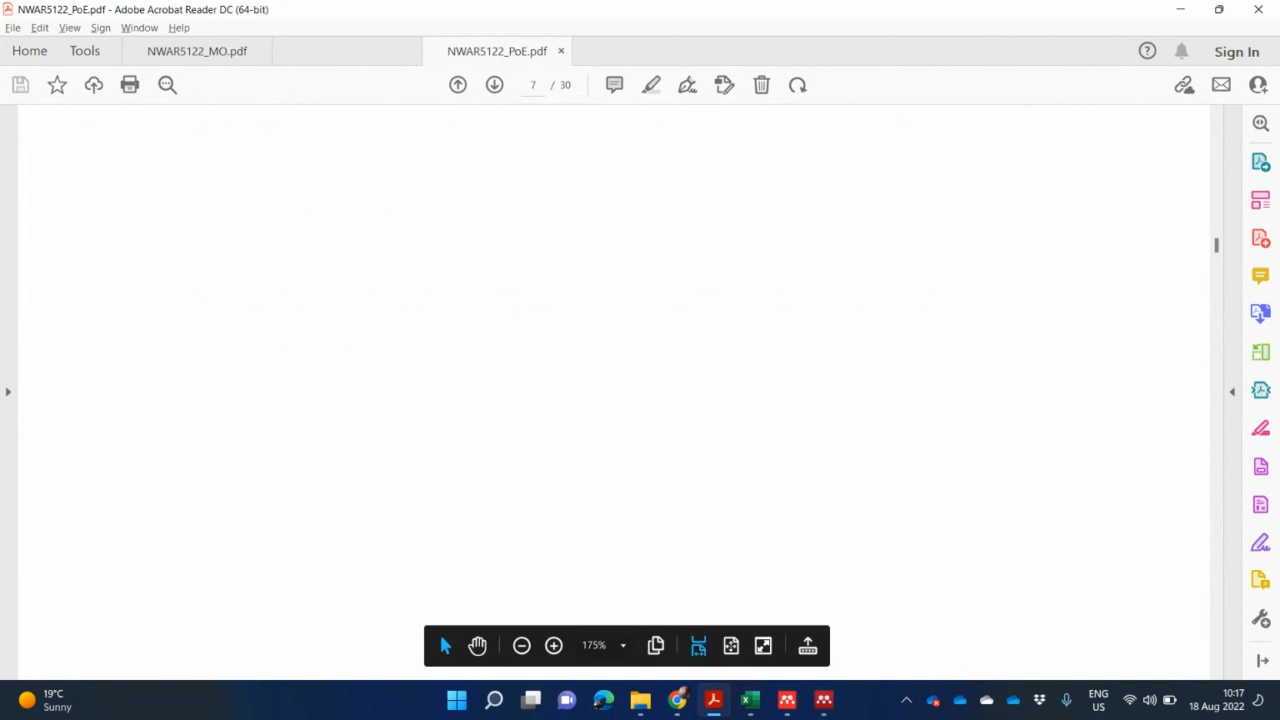 NWAR5122_PoE.pdf - Adobe Acrobat Reader DC (64-bit)
File Edit View Sign Window Help
Home Tools NWAR5122_MO.pdf NWAR5122_PoE.pdf × Sign In
7 / 30
175%
19°C
Sunny
ENG
US
10:17
18 Aug 2022